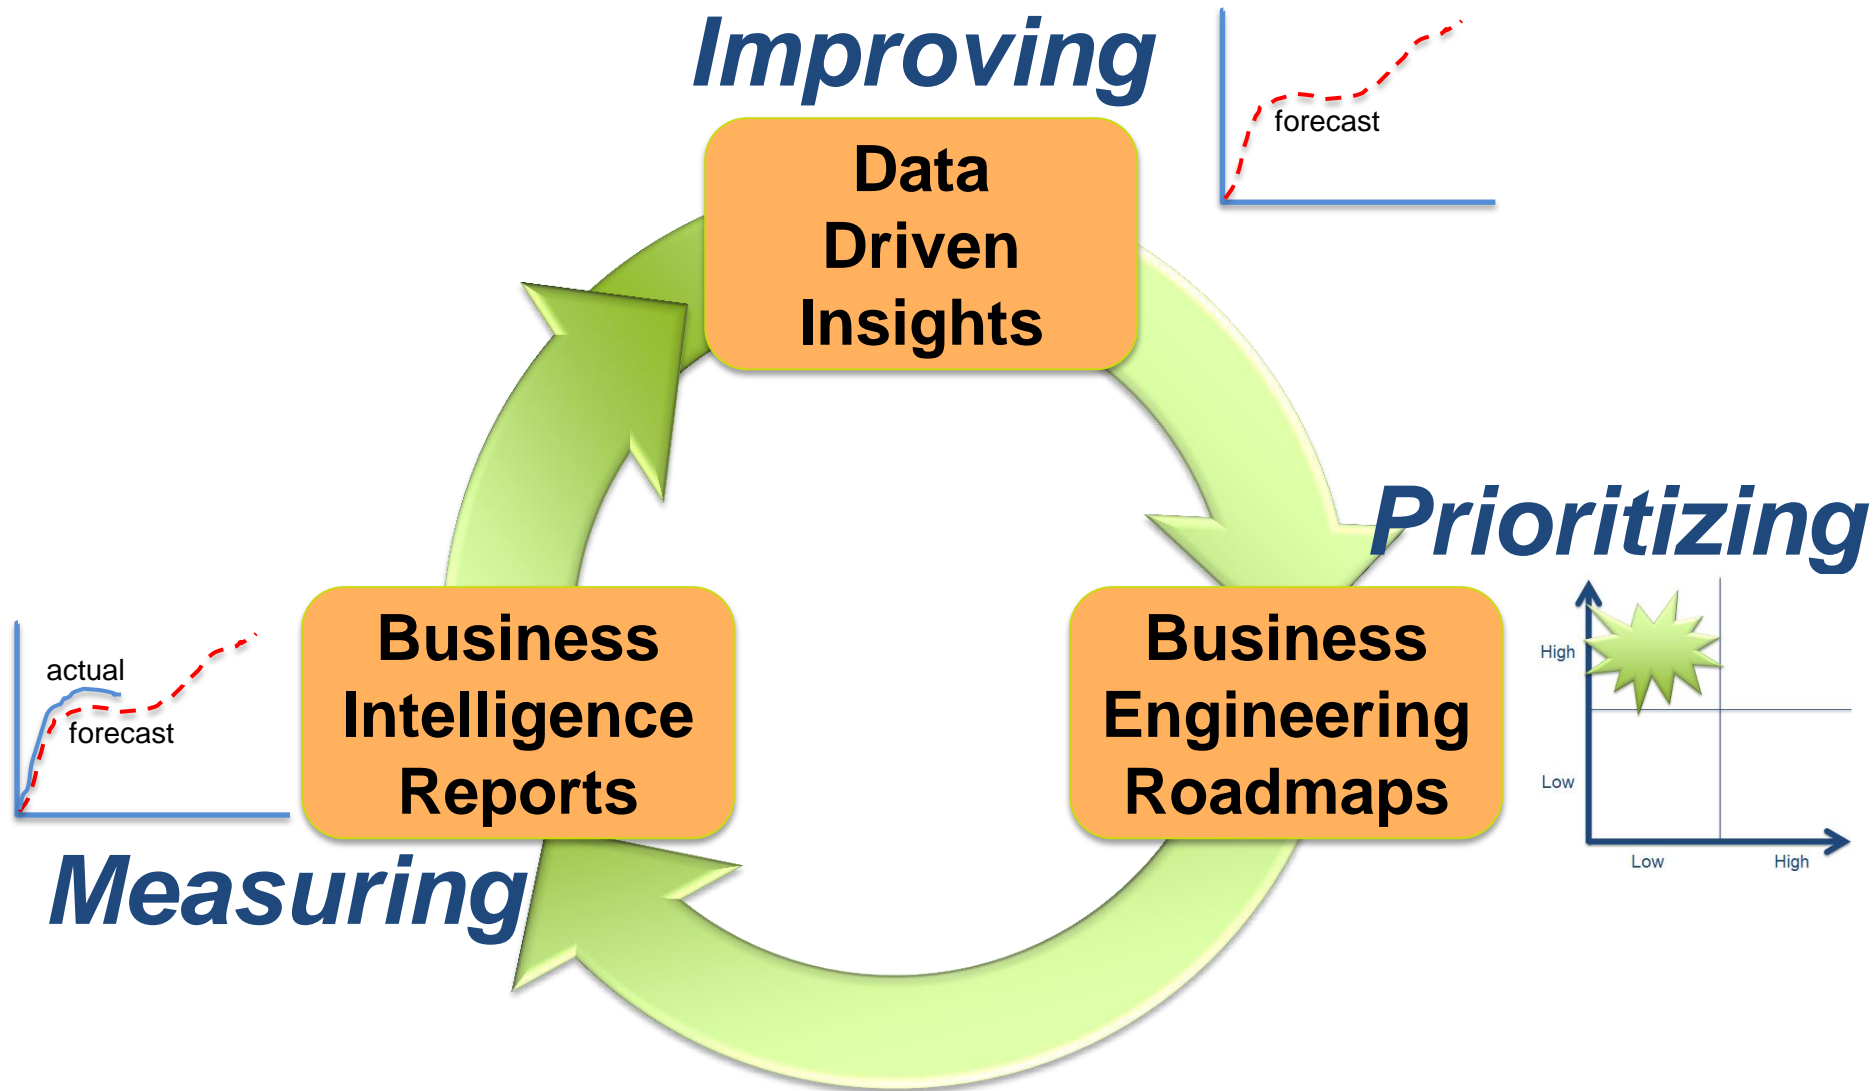 Improving
forecast
Data
Driven
Insights
Prioritizing
Business
Engineering
Roadmaps
High
Low
Low High
Business
Intelligence
Reports
actual
forecast
Measuring